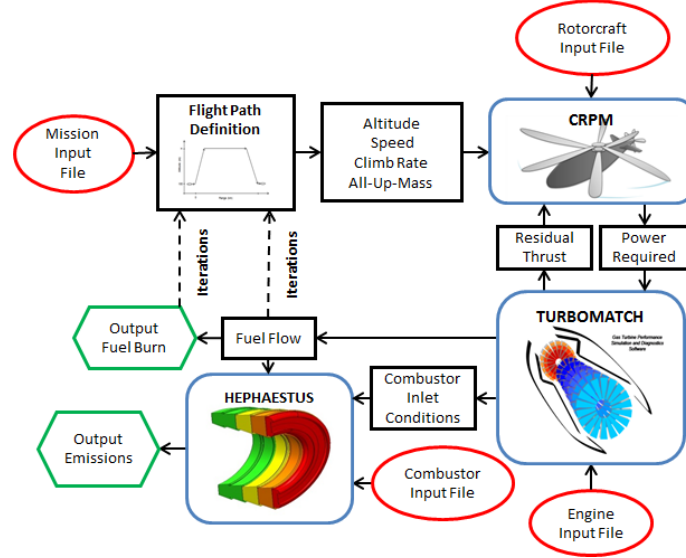 Rotorcraft
Input File
Mission
Input
File
Flight Path
Definition
Altitude
Speed
Climb Rate
All-Up-Mass
CRPM
Iterations
Iterations
Residual
Thrust
Power
Required
Output
Fuel Burn
Fuel Flow
TURBOMATCH
Gas Turbine Performance
Simulation and Diagnostics
Software
HEPHAESTUS
Combustor
Inlet
Conditions
Output
Emissions
Combustor
Input File
Engine
Input File